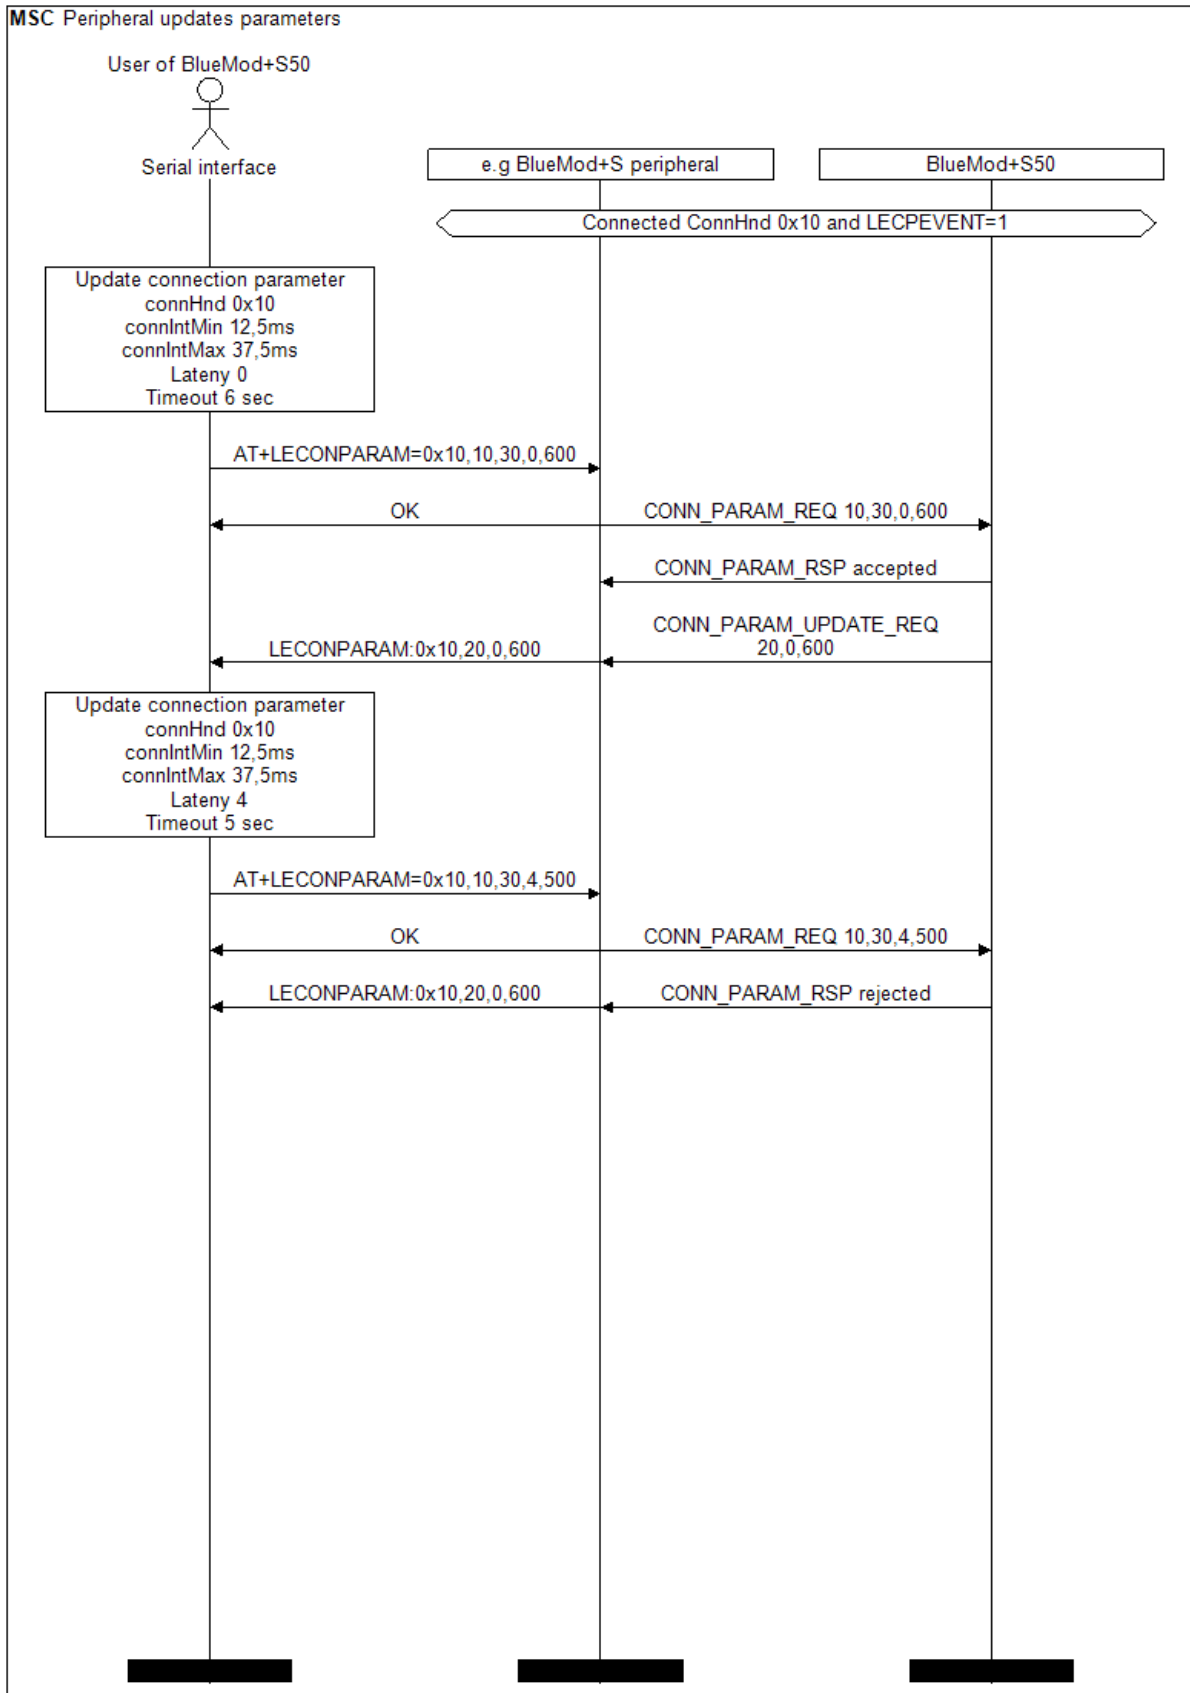 MSC Peripheral updates parameters
User of BlueMod+S50
Serial interface
e.g BlueMod+S peripheral
BlueMod+S50
Connected ConnHnd 0x10 and LECPEVENT=1
Update connection parameter
connHnd 0x10
connIntMin 12,5ms
connIntMax 37,5ms
Lateny 0
Timeout 6 sec
AT+LECONPARAM=0x10,10,30,0,600
OK
CONN_PARAM_REQ 10,30,0,600
CONN_PARAM_RSP accepted
CONN_PARAM_UPDATE_REQ
20,0,600
LECONPARAM:0x10,20,0,600
Update connection parameter
connHnd 0x10
connIntMin 12,5ms
connIntMax 37,5ms
Lateny 4
Timeout 5 sec
AT+LECONPARAM=0x10,10,30,4,500
OK
CONN_PARAM_REQ 10,30,4,500
LECONPARAM:0x10,20,0,600
CONN_PARAM_RSP rejected